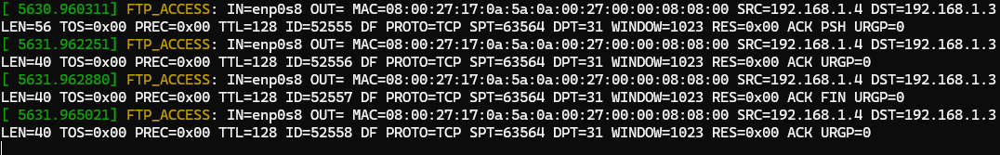 [ 5630.960311] FTP_ACCESS: IN=enp0s8 OUT= MAC=08:00:27:17:0a:5a:0a:00:27:00:00:08:08:00 SRC=192.168.1.4 DST=192.168.1.3
LEN=56 TOS=0x00 PREC=0x00 TTL=128 ID=52555 DF PROTO=TCP SPT=63564 DPT=31 WINDOW=1023 RES=0x00 ACK PSH URGP=0
[ 5631.962251] FTP_ACCESS: IN=enp0s8 OUT= MAC=08:00:27:17:0a:5a:0a:00:27:00:00:08:08:00 SRC=192.168.1.4 DST=192.168.1.3
LEN=40 TOS=0x00 PREC=0x00 TTL=128 ID=52556 DF PROTO=TCP SPT=63564 DPT=31 WINDOW=1023 RES=0x00 ACK URGP=0
[ 5631.962880] FTP_ACCESS: IN=enp0s8 OUT= MAC=08:00:27:17:0a:5a:0a:00:27:00:00:08:08:00 SRC=192.168.1.4 DST=192.168.1.3
LEN=40 TOS=0x00 PREC=0x00 TTL=128 ID=52557 DF PROTO=TCP SPT=63564 DPT=31 WINDOW=1023 RES=0x00 ACK FIN URGP=0
[ 5631.965021] FTP_ACCESS: IN=enp0s8 OUT= MAC=08:00:27:17:0a:5a:0a:00:27:00:00:08:08:00 SRC=192.168.1.4 DST=192.168.1.3
LEN=40 TOS=0x00 PREC=0x00 TTL=128 ID=52558 DF PROTO=TCP SPT=63564 DPT=31 WINDOW=1023 RES=0x00 ACK URGP=0